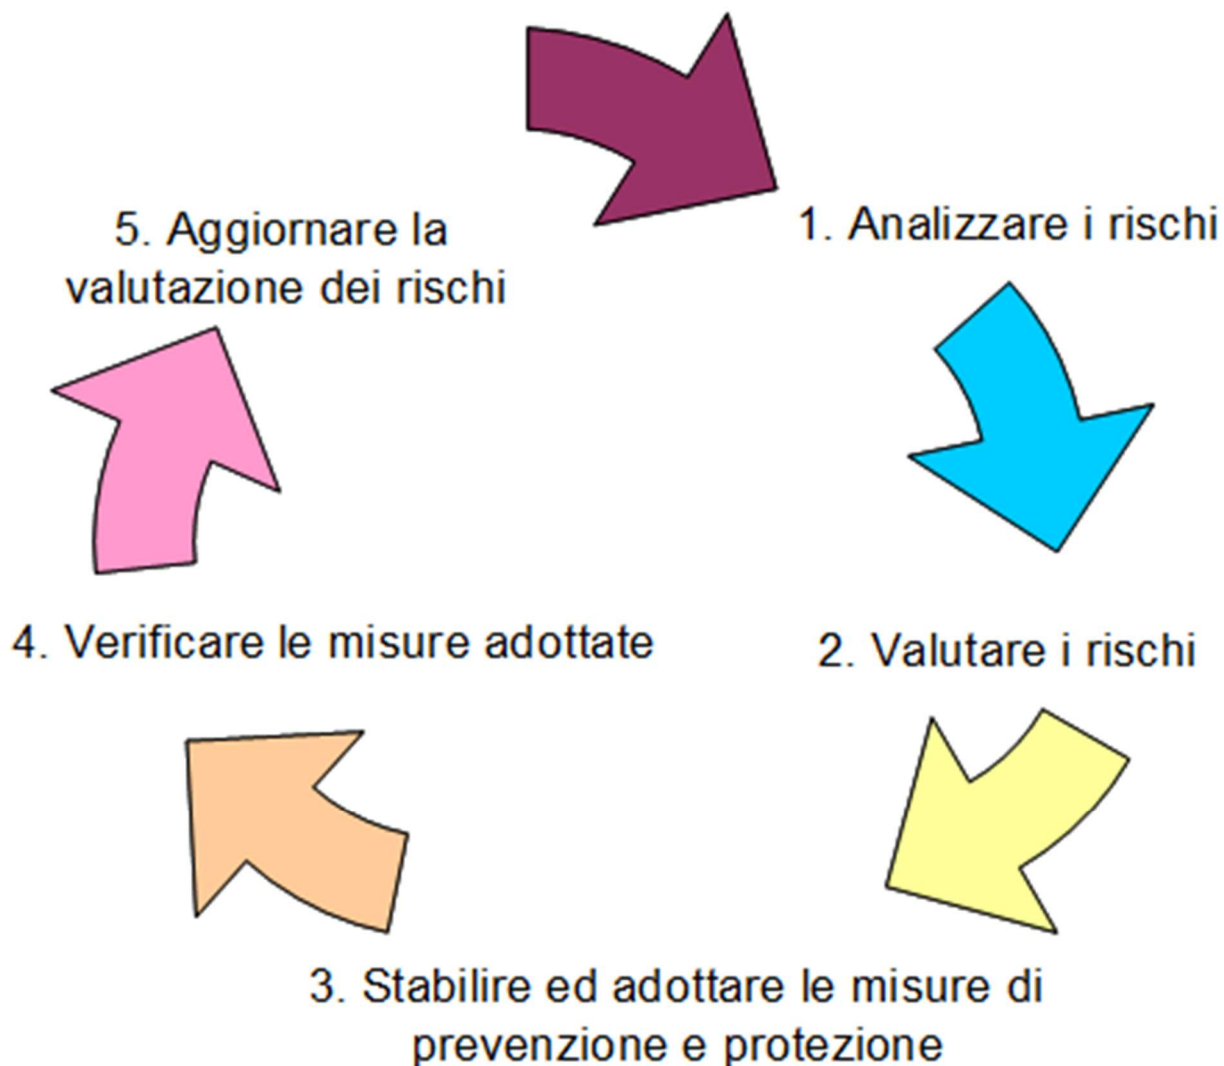 1. Analizzare i rischi
2. Valutare i rischi
3. Stabilire ed adottare le misure di
prevenzione e protezione
4. Verificare le misure adottate
5. Aggiornare la
valutazione dei rischi